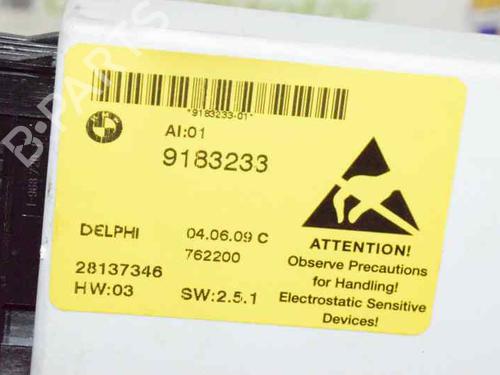 *9183233-01*
AI:01
9183233
DELPHI 04.06.09 C
762200
28137346
HW:03 SW:2.5.1
ATTENTION!
Observe Precautions
for Handling!
Electrostatic Sensitive
Devices!
B-PARTS